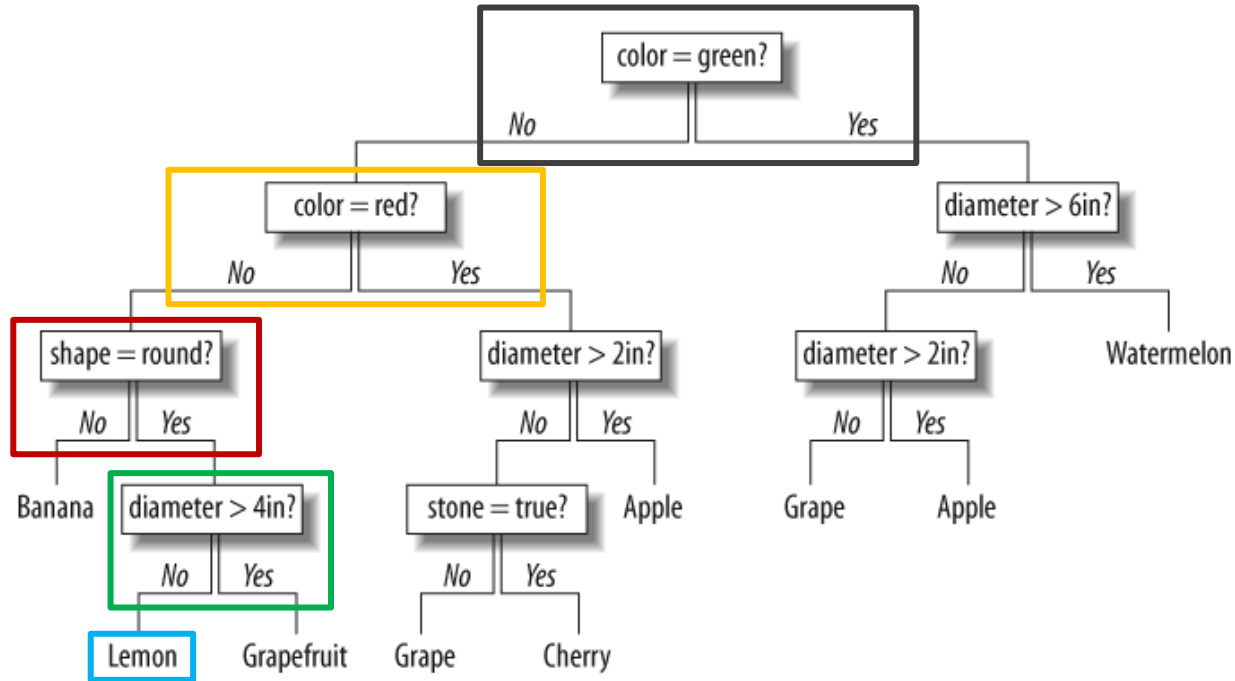 color = green?
No
Yes
color = red?
diameter > 6in?
No
Yes
No
Yes
shape = round?
diameter > 2in?
diameter > 2in?
Watermelon
No
Yes
No
Yes
No
Yes
Banana
diameter > 4in?
stone = true?
Apple
Grape
Apple
No
Yes
No
Yes
Lemon
Grapefruit
Grape
Cherry